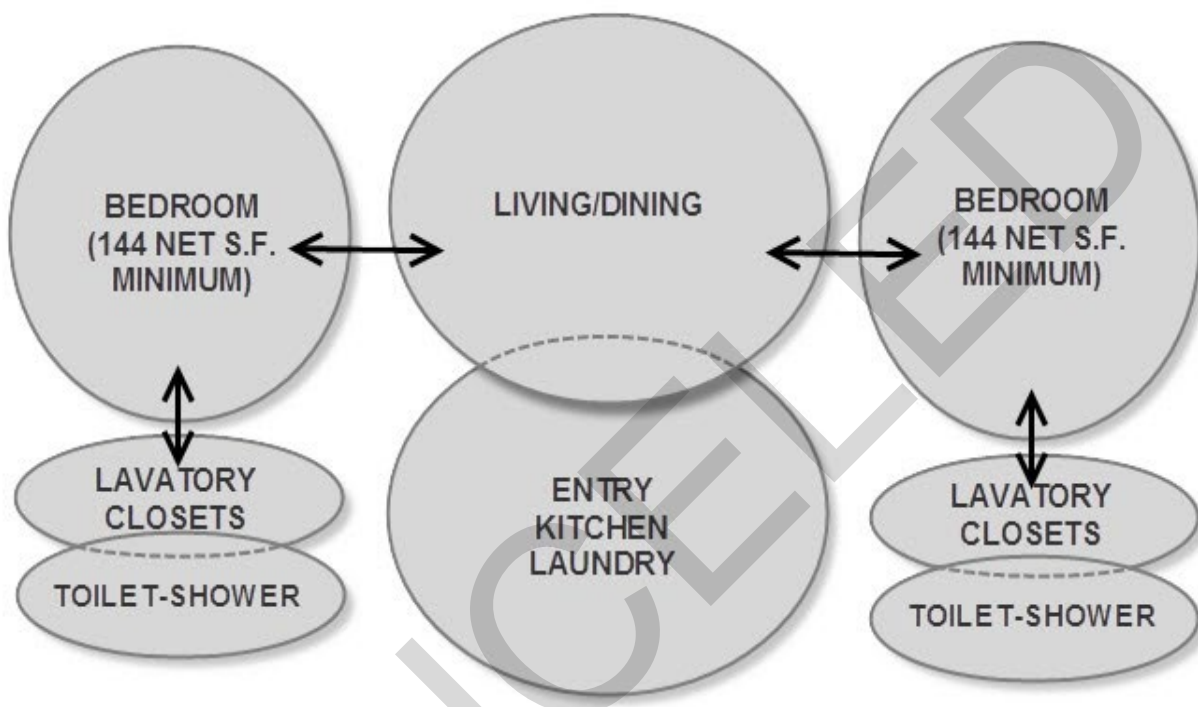 BEDROOM
(144 NET S.F.
MINIMUM)
LIVING/DINING
BEDROOM
(144 NET S.F.
MINIMUM)
LAVATORY
CLOSETS
TOILET-SHOWER
ENTRY
KITCHEN
LAUNDRY
LAVATORY
CLOSETS
TOILET-SHOWER
NCELED